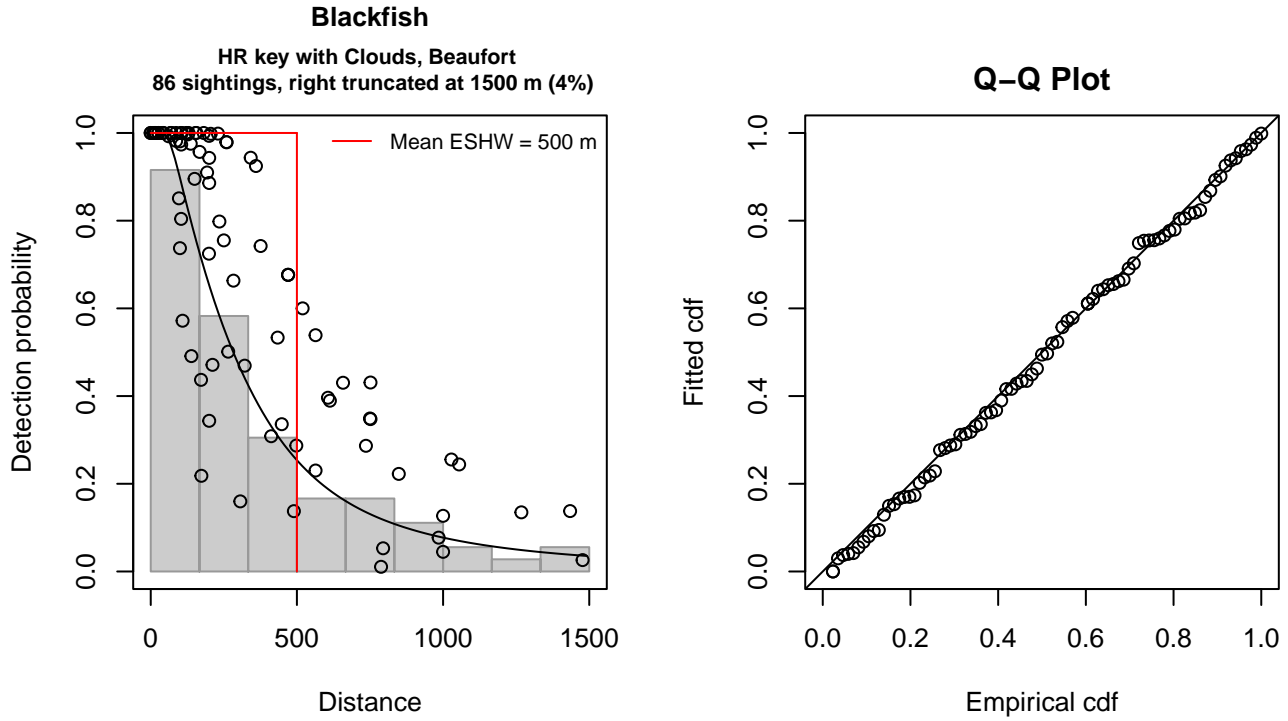 Blackfish
HR key with Clouds, Beaufort
86 sightings, right truncated at 1500 m (4%)
Mean ESHW = 500 m
Detection probability
1.0
0.8
0.6
0.4
0.2
0.0
0 500 1000 1500
Distance
Q−Q Plot
Fitted cdf
1.0
0.8
0.6
0.4
0.2
0.0
0.0 0.2 0.4 0.6 0.8 1.0
Empirical cdf